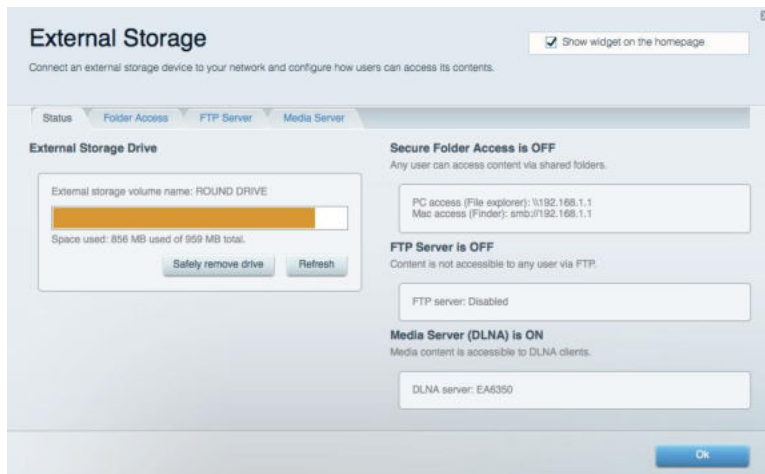 External Storage
Show widget on the homepage
Connect an external storage device to your network and configure how users can access its contents.
Status
Folder Access
FTP Server
Media Server
External Storage Drive
External storage volume name: ROUND DRIVE
Space used: 856 MB used of 959 MB total.
Safely remove drive
Refresh
Secure Folder Access is OFF
Any user can access content via shared folders.
PC access (File explorer): \\192.168.1.1
Mac access (Finder): smb://192.168.1.1
FTP Server is OFF
Content is not accessible to any user via FTP.
FTP server: Disabled
Media Server (DLNA) is ON
Media content is accessible to DLNA clients.
DLNA server: EA6350
Ok